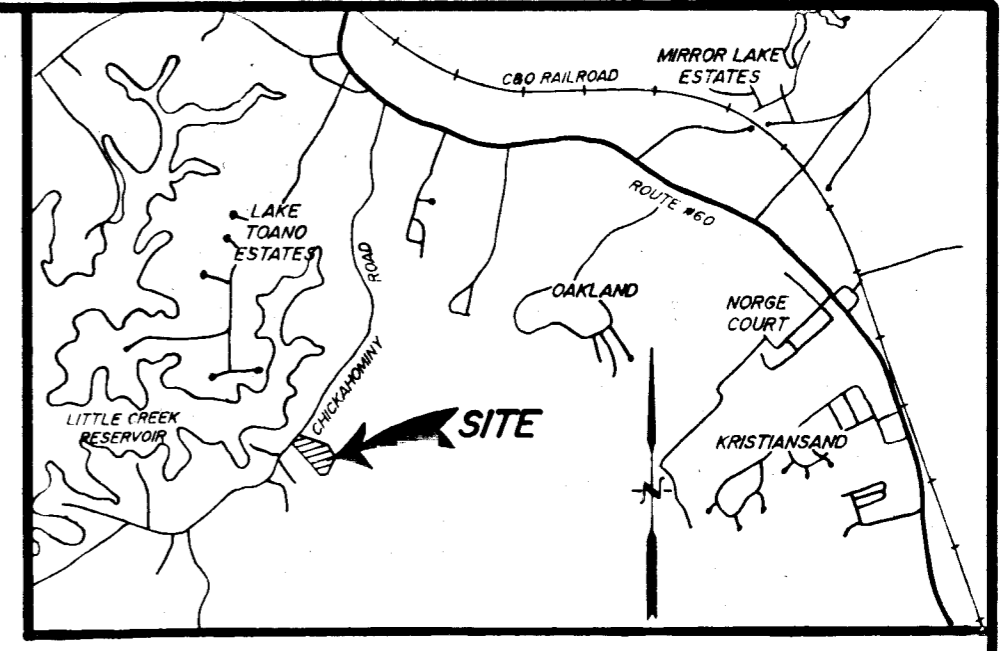 MIRROR LAKE
ESTATES
C&O RAILROAD
ROUTE #60
LAKE
TOANO
ESTATES
ROAD
OAKLAND
NORGE
COURT
CHICKAHOMINY
LITTLE CREEK
RESERVOIR
SITE
KRISTIANSAND
N